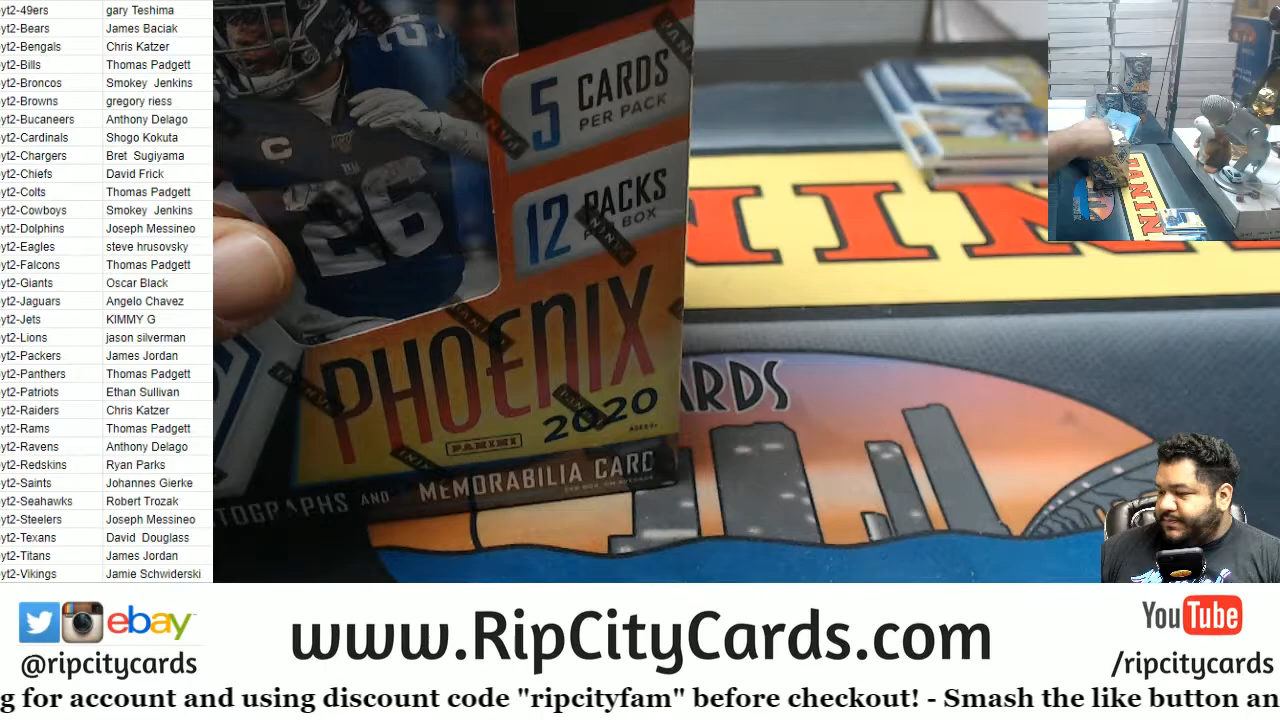 yt2-49ers gary Teshima
yt2-Bears James Baciak
yt2-Bengals Chris Katzer
yt2-Bills Thomas Padgett
yt2-Broncos Smokey Jenkins
yt2-Browns gregory riess
yt2-Bucaneers Anthony Delago
yt2-Cardinals Shogo Kokuta
yt2-Chargers Bret Sugiyama
yt2-Chiefs David Frick
yt2-Colts Thomas Padgett
yt2-Cowboys Smokey Jenkins
yt2-Dolphins Joseph Messineo
yt2-Eagles steve hrusovsky
yt2-Falcons Thomas Padgett
yt2-Giants Oscar Black
yt2-Jaguars Angelo Chavez
yt2-Jets KIMMY G
yt2-Lions jason silverman
yt2-Packers James Jordan
yt2-Panthers Thomas Padgett
yt2-Patriots Ethan Sullivan
yt2-Raiders Chris Katzer
yt2-Rams Thomas Padgett
yt2-Ravens Anthony Delago
yt2-Redskins Ryan Parks
yt2-Saints Johannes Gierke
yt2-Seahawks Robert Trozak
yt2-Steelers Joseph Messineo
yt2-Texans David Douglass
yt2-Titans James Jordan
yt2-Vikings Jamie Schwiderski
5 CARDS
PER PACK
12 PACKS
PER BOX
C
26
PHOENIX
2020
PANINI
TOGRAPHS AND MEMORABILIA CARD
ININI
ARDS
PANINI
ebay
@ripcitycards
www.RipCityCards.com
YouTube
/ripcitycards
g for account and using discount code "ripcityfam" before checkout! - Smash the like button an